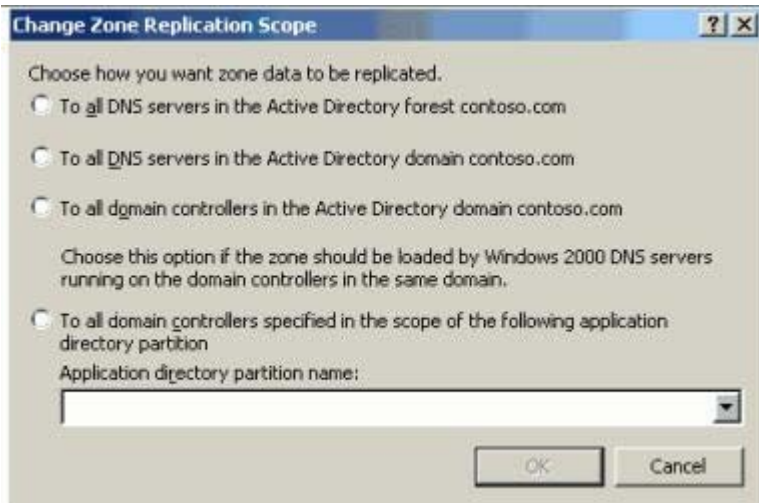 Change Zone Replication Scope
Choose how you want zone data to be replicated.
To all DNS servers in the Active Directory forest contoso.com
To all DNS servers in the Active Directory domain contoso.com
To all domain controllers in the Active Directory domain contoso.com
Choose this option if the zone should be loaded by Windows 2000 DNS servers
running on the domain controllers in the same domain.
To all domain controllers specified in the scope of the following application
directory partition
Application directory partition name:
OK
Cancel